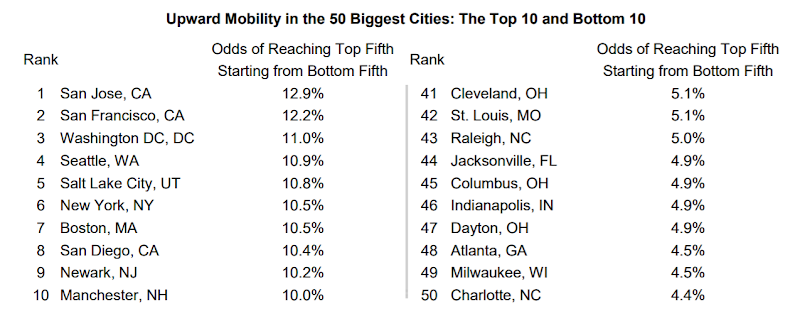 Upward Mobility in the 50 Biggest Cities: The Top 10 and Bottom 10
Rank Odds of Reaching Top Fifth Starting from Bottom Fifth Rank Odds of Reaching Top Fifth Starting from Bottom Fifth
1 San Jose, CA 12.9% 41 Cleveland, OH 5.1%
2 San Francisco, CA 12.2% 42 St. Louis, MO 5.1%
3 Washington DC, DC 11.0% 43 Raleigh, NC 5.0%
4 Seattle, WA 10.9% 44 Jacksonville, FL 4.9%
5 Salt Lake City, UT 10.8% 45 Columbus, OH 4.9%
6 New York, NY 10.5% 46 Indianapolis, IN 4.9%
7 Boston, MA 10.5% 47 Dayton, OH 4.9%
8 San Diego, CA 10.4% 48 Atlanta, GA 4.5%
9 Newark, NJ 10.2% 49 Milwaukee, WI 4.5%
10 Manchester, NH 10.0% 50 Charlotte, NC 4.4%